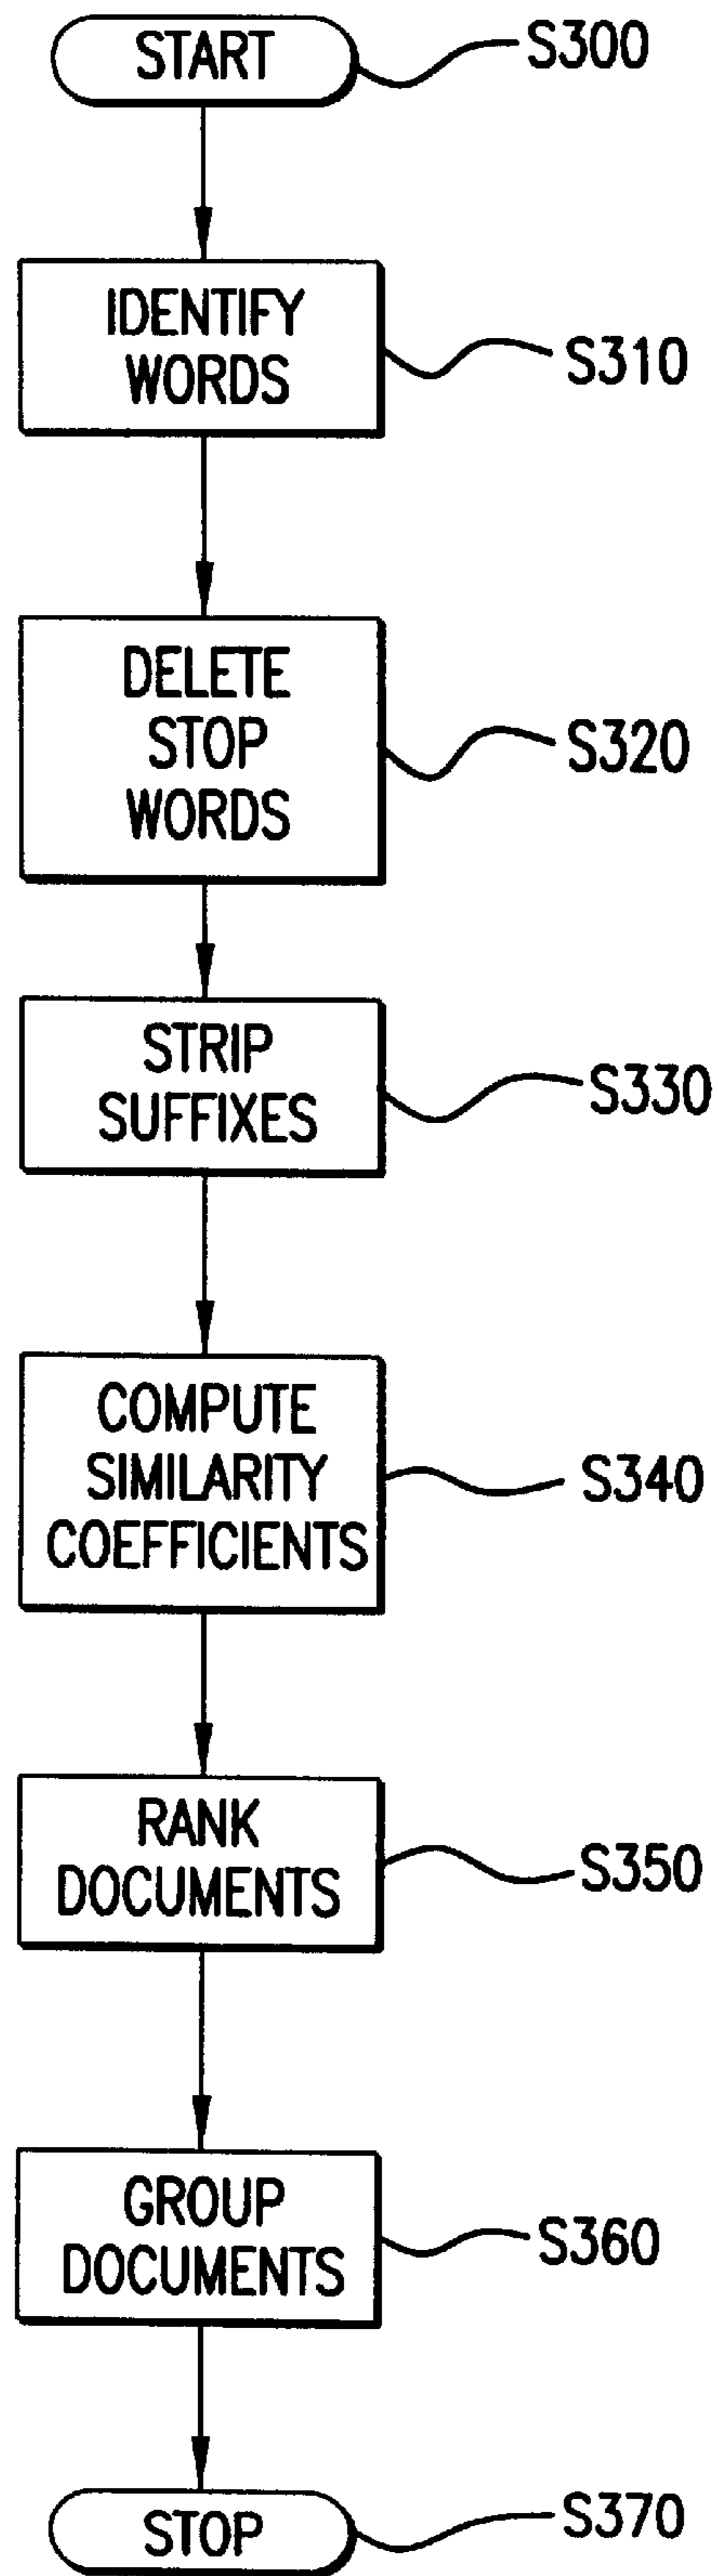 START
S300
IDENTIFY
WORDS
S310
DELETE
STOP
WORDS
S320
STRIP
SUFFIXES
S330
COMPUTE
SIMILARITY
COEFFICIENTS
S340
RANK
DOCUMENTS
S350
GROUP
DOCUMENTS
S360
STOP
S370